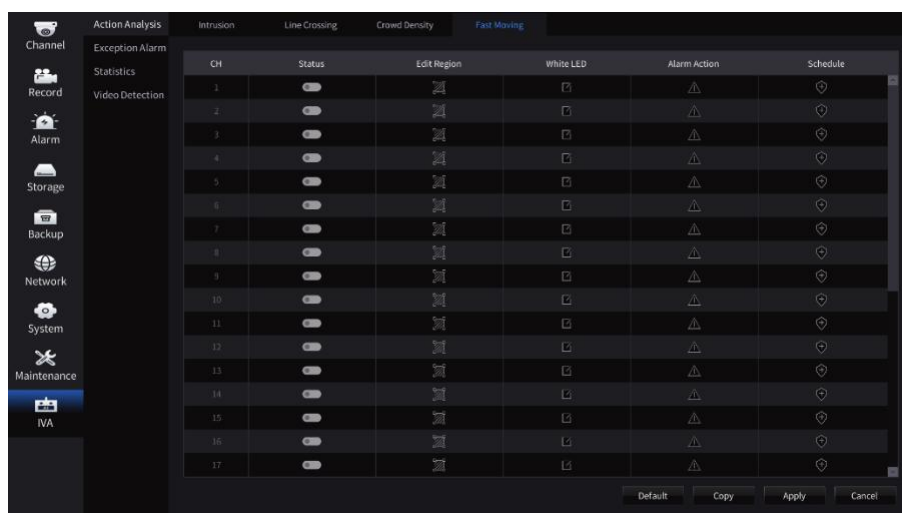 Channel
Record
Alarm
Storage
Backup
Network
System
Maintenance
IVA
Action Analysis
Exception Alarm
Statistics
Video Detection
Intrusion Line Crossing Crowd Density Fast Moving
CH Status Edit Region White LED Alarm Action Schedule
1
2
3
4
5
6
7
8
9
10
11
12
13
14
15
16
17
Default Copy Apply Cancel